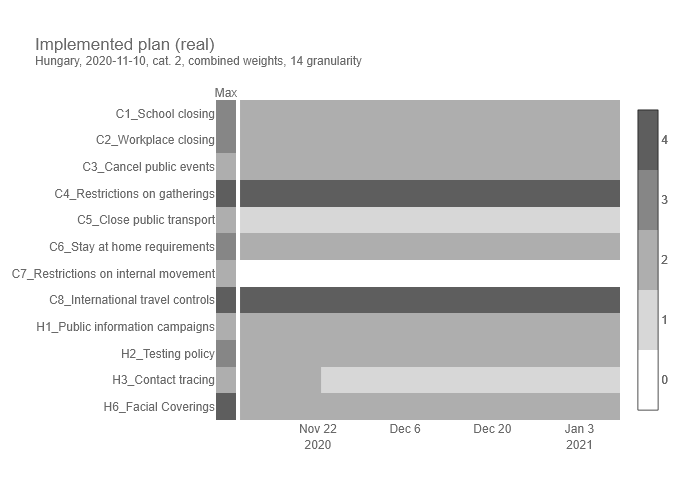 Implemented plan (real)
Hungary, 2020-11-10, cat. 2, combined weights, 14 granularity
Max
C1_School closing
C2_Workplace closing
C3_Cancel public events
C4_Restrictions on gatherings
C5_Close public transport
C6_Stay at home requirements
C7_Restrictions on internal movement
C8_International travel controls
H1_Public information campaigns
H2_Testing policy
H3_Contact tracing
H6_Facial Coverings
4
3
2
1
0
Nov 22 Dec 6 Dec 20 Jan 3
2020 2021